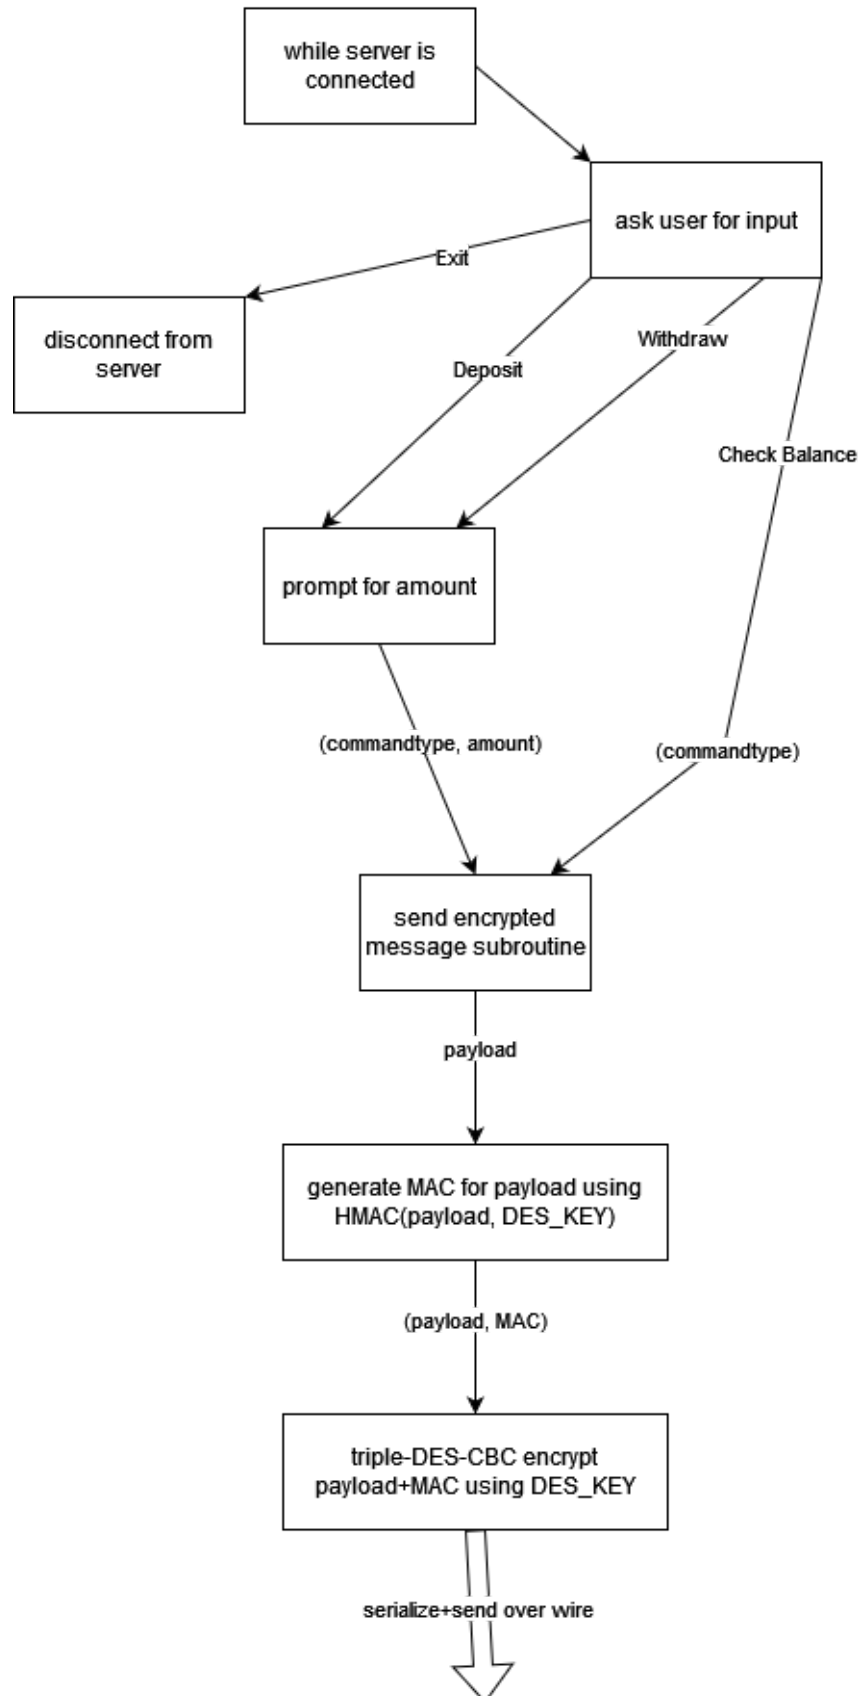 while server is
connected
ask user for input
Exit
disconnect from
server
Withdraw
Deposit
Check Balance
prompt for amount
(commandtype, amount)
(commandtype)
send encrypted
message subroutine
payload
generate MAC for payload using
HMAC(payload, DES_KEY)
(payload, MAC)
triple-DES-CBC encrypt
payload+MAC using DES_KEY
serialize+send over wire